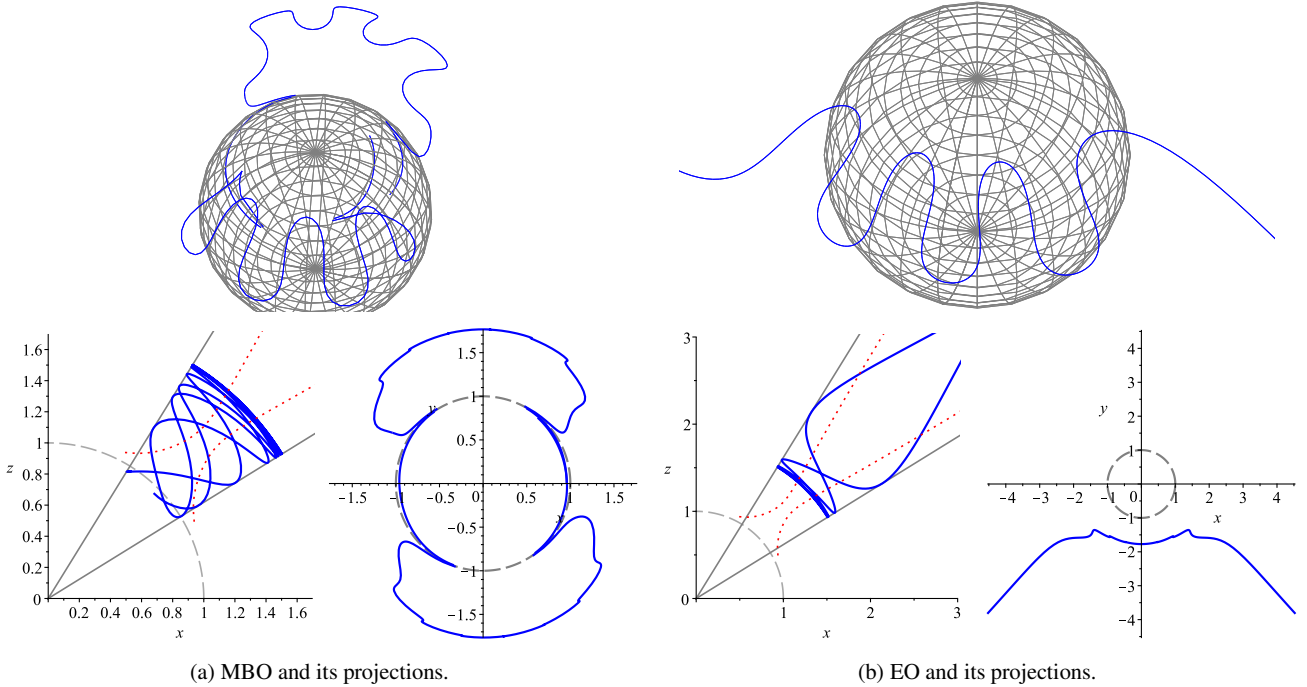 1.6
1.4
1.2
1
z
0.8
0.6
0.4
0.2
0
0.2 0.4 0.6 0.8 1 1.2 1.4 1.6
x
1.5
1
y
0.5
−1.5 −1 −0.5 0 0.5 1 1.5
x
−0.5
−1
−1.5
3
2
z
1
0
1 2 3
x
4
3
y
2
1
−4 −3 −2 −1 0 1 2 3 4
x
−1
−2
−3
−4
(a) MBO and its projections.
(b) EO and its projections.